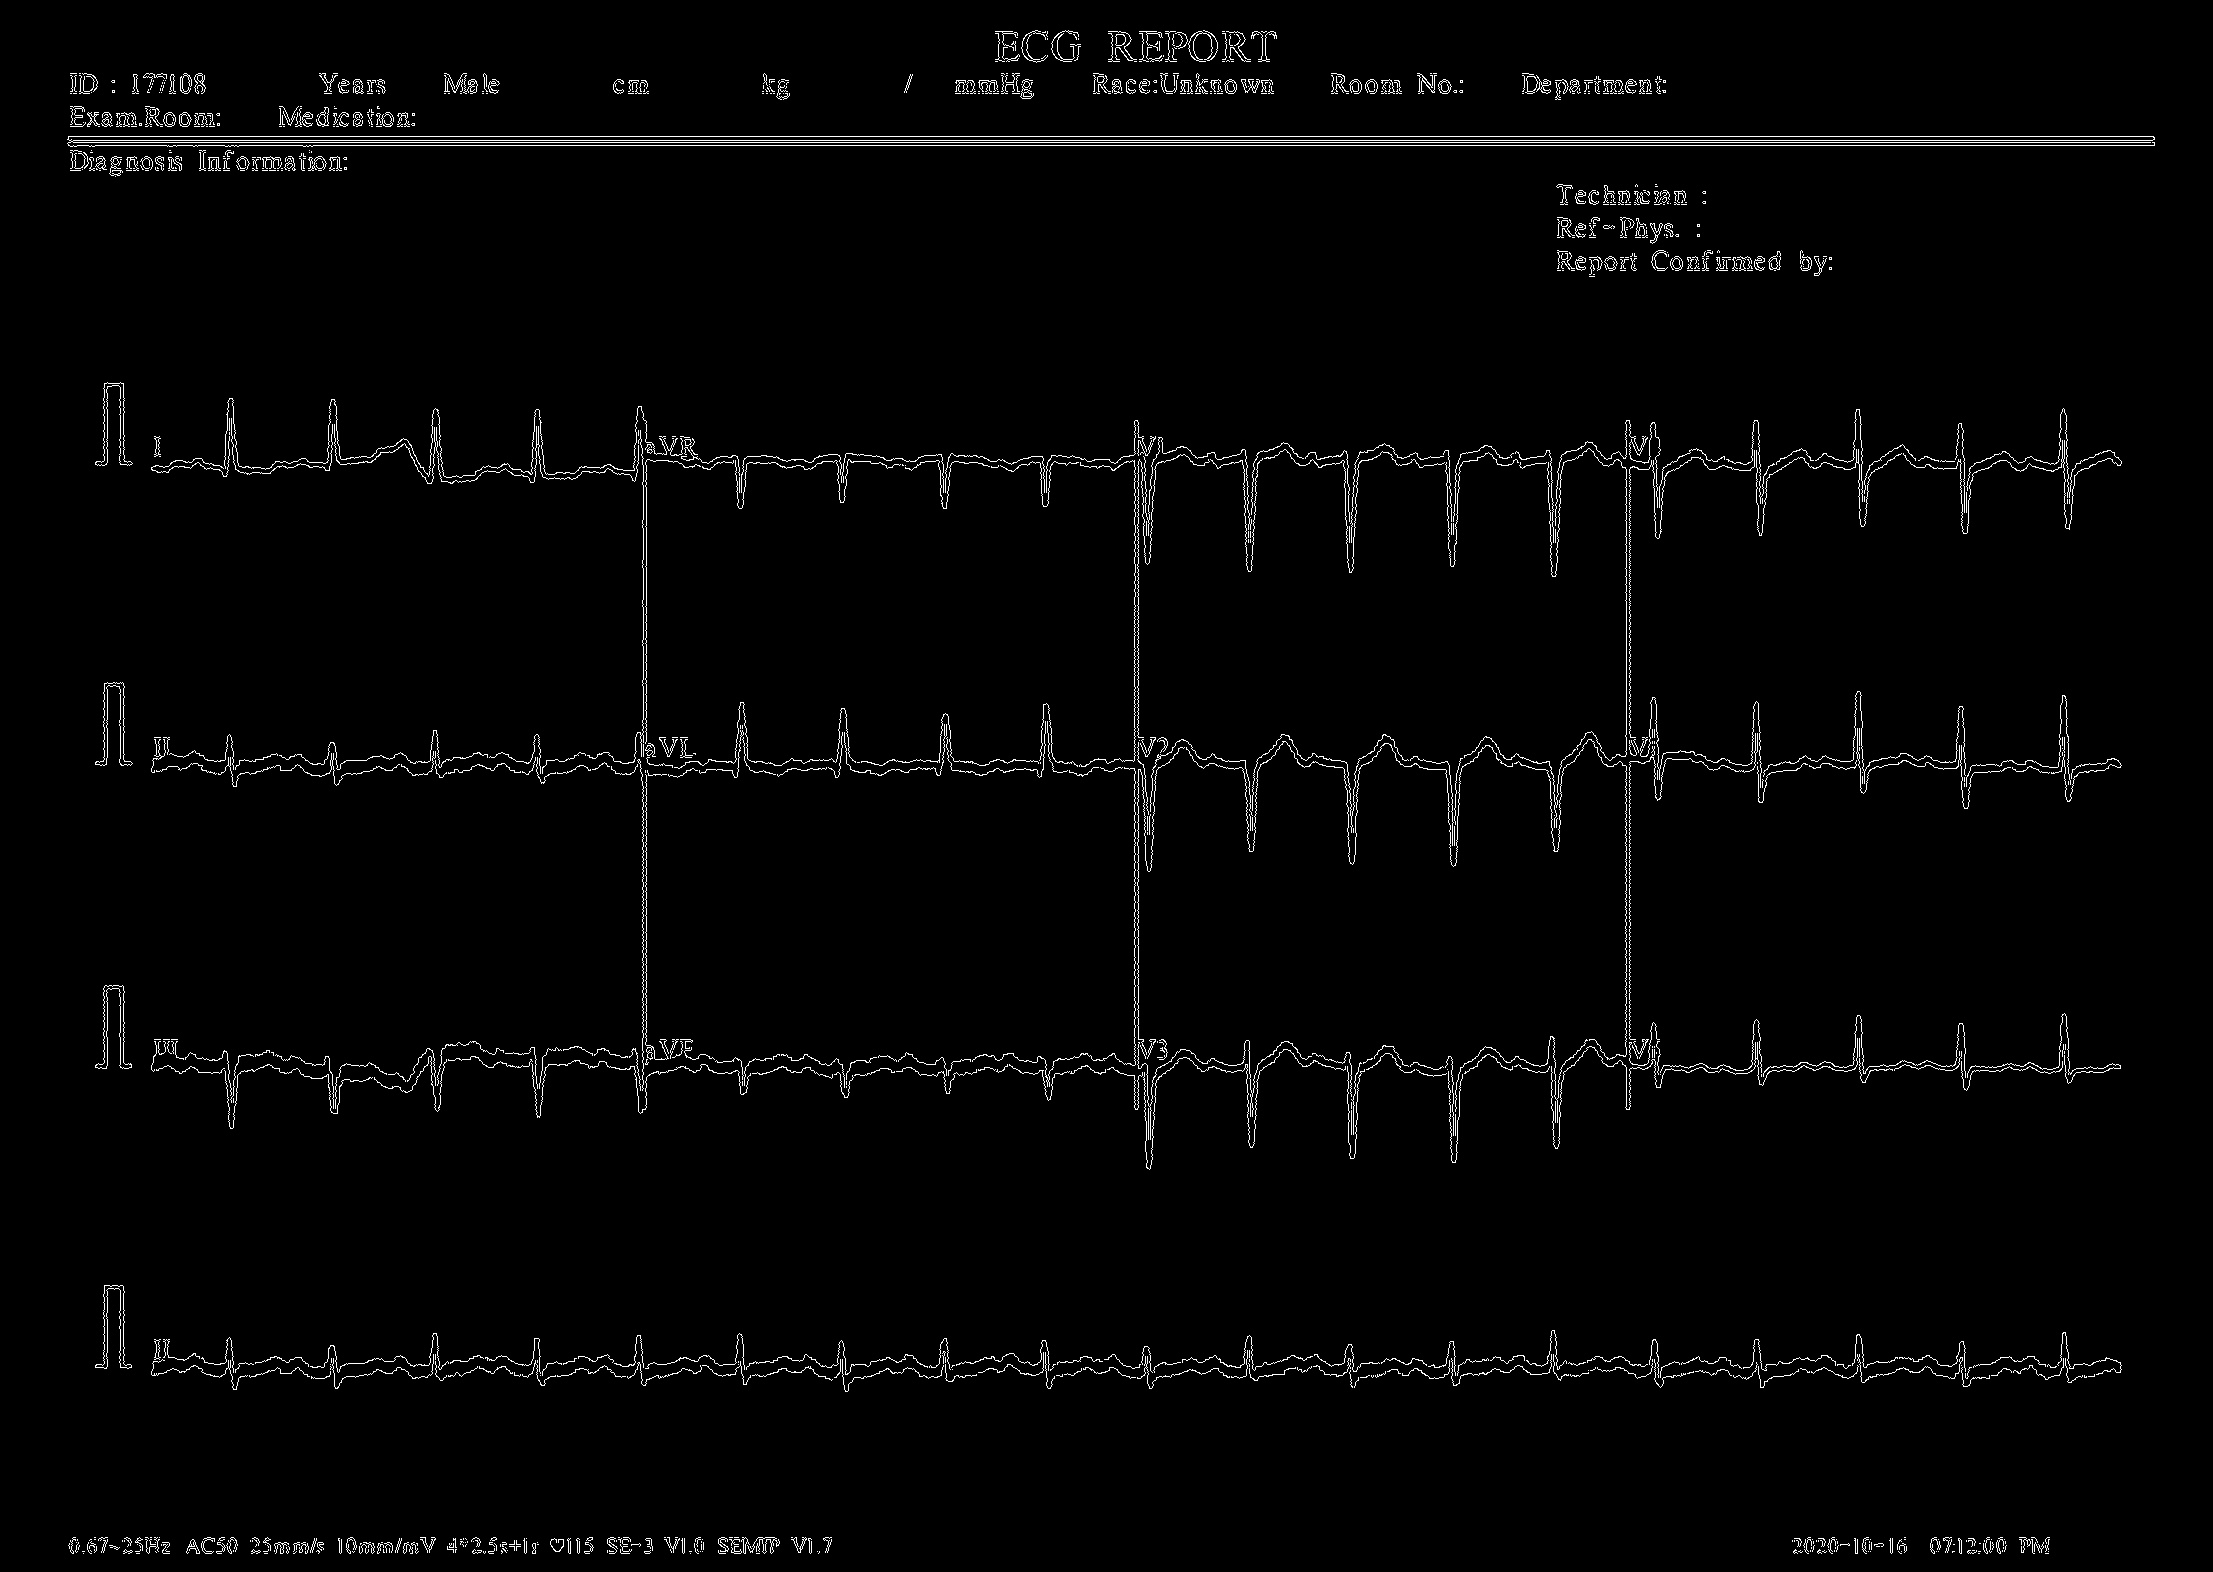 ECG REPORT
ID : 177108 Years Male cm kg / mmHg Race:Unknown Room No.: Department:
Exam.Room: Medication:
Diagnosis Information:
Technician :
Ref-Phys. :
Report Confirmed by:
I aVR V1
II aVL V2
III aVF V3
II
0.67~25Hz AC50 25mm/s 10mm/mV 4*2.5s+1r ♡115 SE-3 V1.0 SEMIP V1.7
2020-10-16 07:12:00 PM